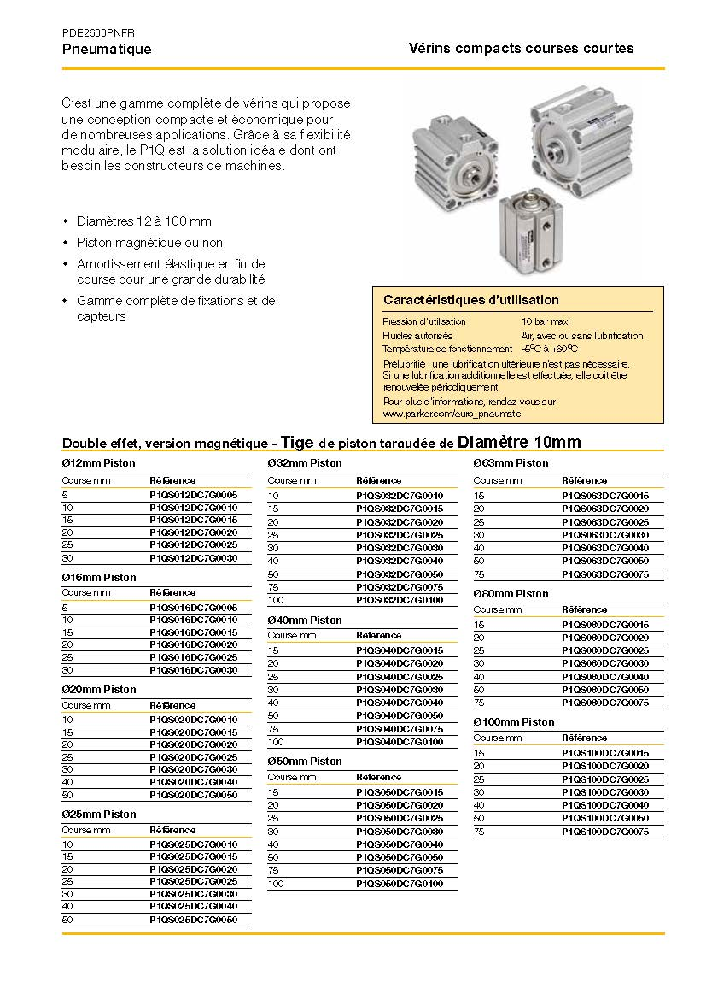 PDE2600PNFR
Pneumatique
Vérins compacts courses courtes
C'est une gamme complète de vérins qui propose
une conception compacte et économique pour
de nombreuses applications. Grâce à sa flexibilité
modulaire, le P1Q est la solution idéale dont ont
besoin les constructeurs de machines.
• Diamètres 12 à 100 mm
• Piston magnètique ou non
• Amortissement élastique en fin de
course pour une grande durabilité
• Gamme complète de fixations et de
capteurs
Caractéristiques d'utilisation
Pression d'utilisation 10 bar maxi
Fluides autorisés Air, avec ou sans lubrification
Température de fonctionnement -5ºC à +60ºC
Prélubrifié : une lubrification ultérieure n'est pas nécessaire.
Si une lubrification additionnelle est effectuée, elle doit être
renouvelée périodiquement.
Pour plus d'informations, rendez-vous sur
www.parker.com/euro_pneumatic
Double effet, version magnétique - Tige de piston taraudée de Diamètre 10mm
Ø12mm Piston
Course mm Référence
5 P1QS012DC7G0005
10 P1QS012DC7G0010
15 P1QS012DC7G0015
20 P1QS012DC7G0020
25 P1QS012DC7G0025
30 P1QS012DC7G0030
Ø16mm Piston
Course mm Référence
5 P1QS016DC7G0005
10 P1QS016DC7G0010
15 P1QS016DC7G0015
20 P1QS016DC7G0020
25 P1QS016DC7G0025
30 P1QS016DC7G0030
Ø20mm Piston
Course mm Référence
10 P1QS020DC7G0010
15 P1QS020DC7G0015
20 P1QS020DC7G0020
25 P1QS020DC7G0025
30 P1QS020DC7G0030
40 P1QS020DC7G0040
50 P1QS020DC7G0050
Ø25mm Piston
Course mm Référence
10 P1QS025DC7G0010
15 P1QS025DC7G0015
20 P1QS025DC7G0020
25 P1QS025DC7G0025
30 P1QS025DC7G0030
40 P1QS025DC7G0040
50 P1QS025DC7G0050
Ø32mm Piston
Course mm Référence
10 P1QS032DC7G0010
15 P1QS032DC7G0015
20 P1QS032DC7G0020
25 P1QS032DC7G0025
30 P1QS032DC7G0030
40 P1QS032DC7G0040
50 P1QS032DC7G0050
75 P1QS032DC7G0075
100 P1QS032DC7G0100
Ø40mm Piston
Course mm Référence
15 P1QS040DC7G0015
20 P1QS040DC7G0020
25 P1QS040DC7G0025
30 P1QS040DC7G0030
40 P1QS040DC7G0040
50 P1QS040DC7G0050
75 P1QS040DC7G0075
100 P1QS040DC7G0100
Ø50mm Piston
Course mm Référence
15 P1QS050DC7G0015
20 P1QS050DC7G0020
25 P1QS050DC7G0025
30 P1QS050DC7G0030
40 P1QS050DC7G0040
50 P1QS050DC7G0050
75 P1QS050DC7G0075
100 P1QS050DC7G0100
Ø63mm Piston
Course mm Référence
15 P1QS063DC7G0015
20 P1QS063DC7G0020
25 P1QS063DC7G0025
30 P1QS063DC7G0030
40 P1QS063DC7G0040
50 P1QS063DC7G0050
75 P1QS063DC7G0075
Ø80mm Piston
Course mm Référence
15 P1QS080DC7G0015
20 P1QS080DC7G0020
25 P1QS080DC7G0025
30 P1QS080DC7G0030
40 P1QS080DC7G0040
50 P1QS080DC7G0050
75 P1QS080DC7G0075
Ø100mm Piston
Course mm Référence
15 P1QS100DC7G0015
20 P1QS100DC7G0020
25 P1QS100DC7G0025
30 P1QS100DC7G0030
40 P1QS100DC7G0040
50 P1QS100DC7G0050
75 P1QS100DC7G0075